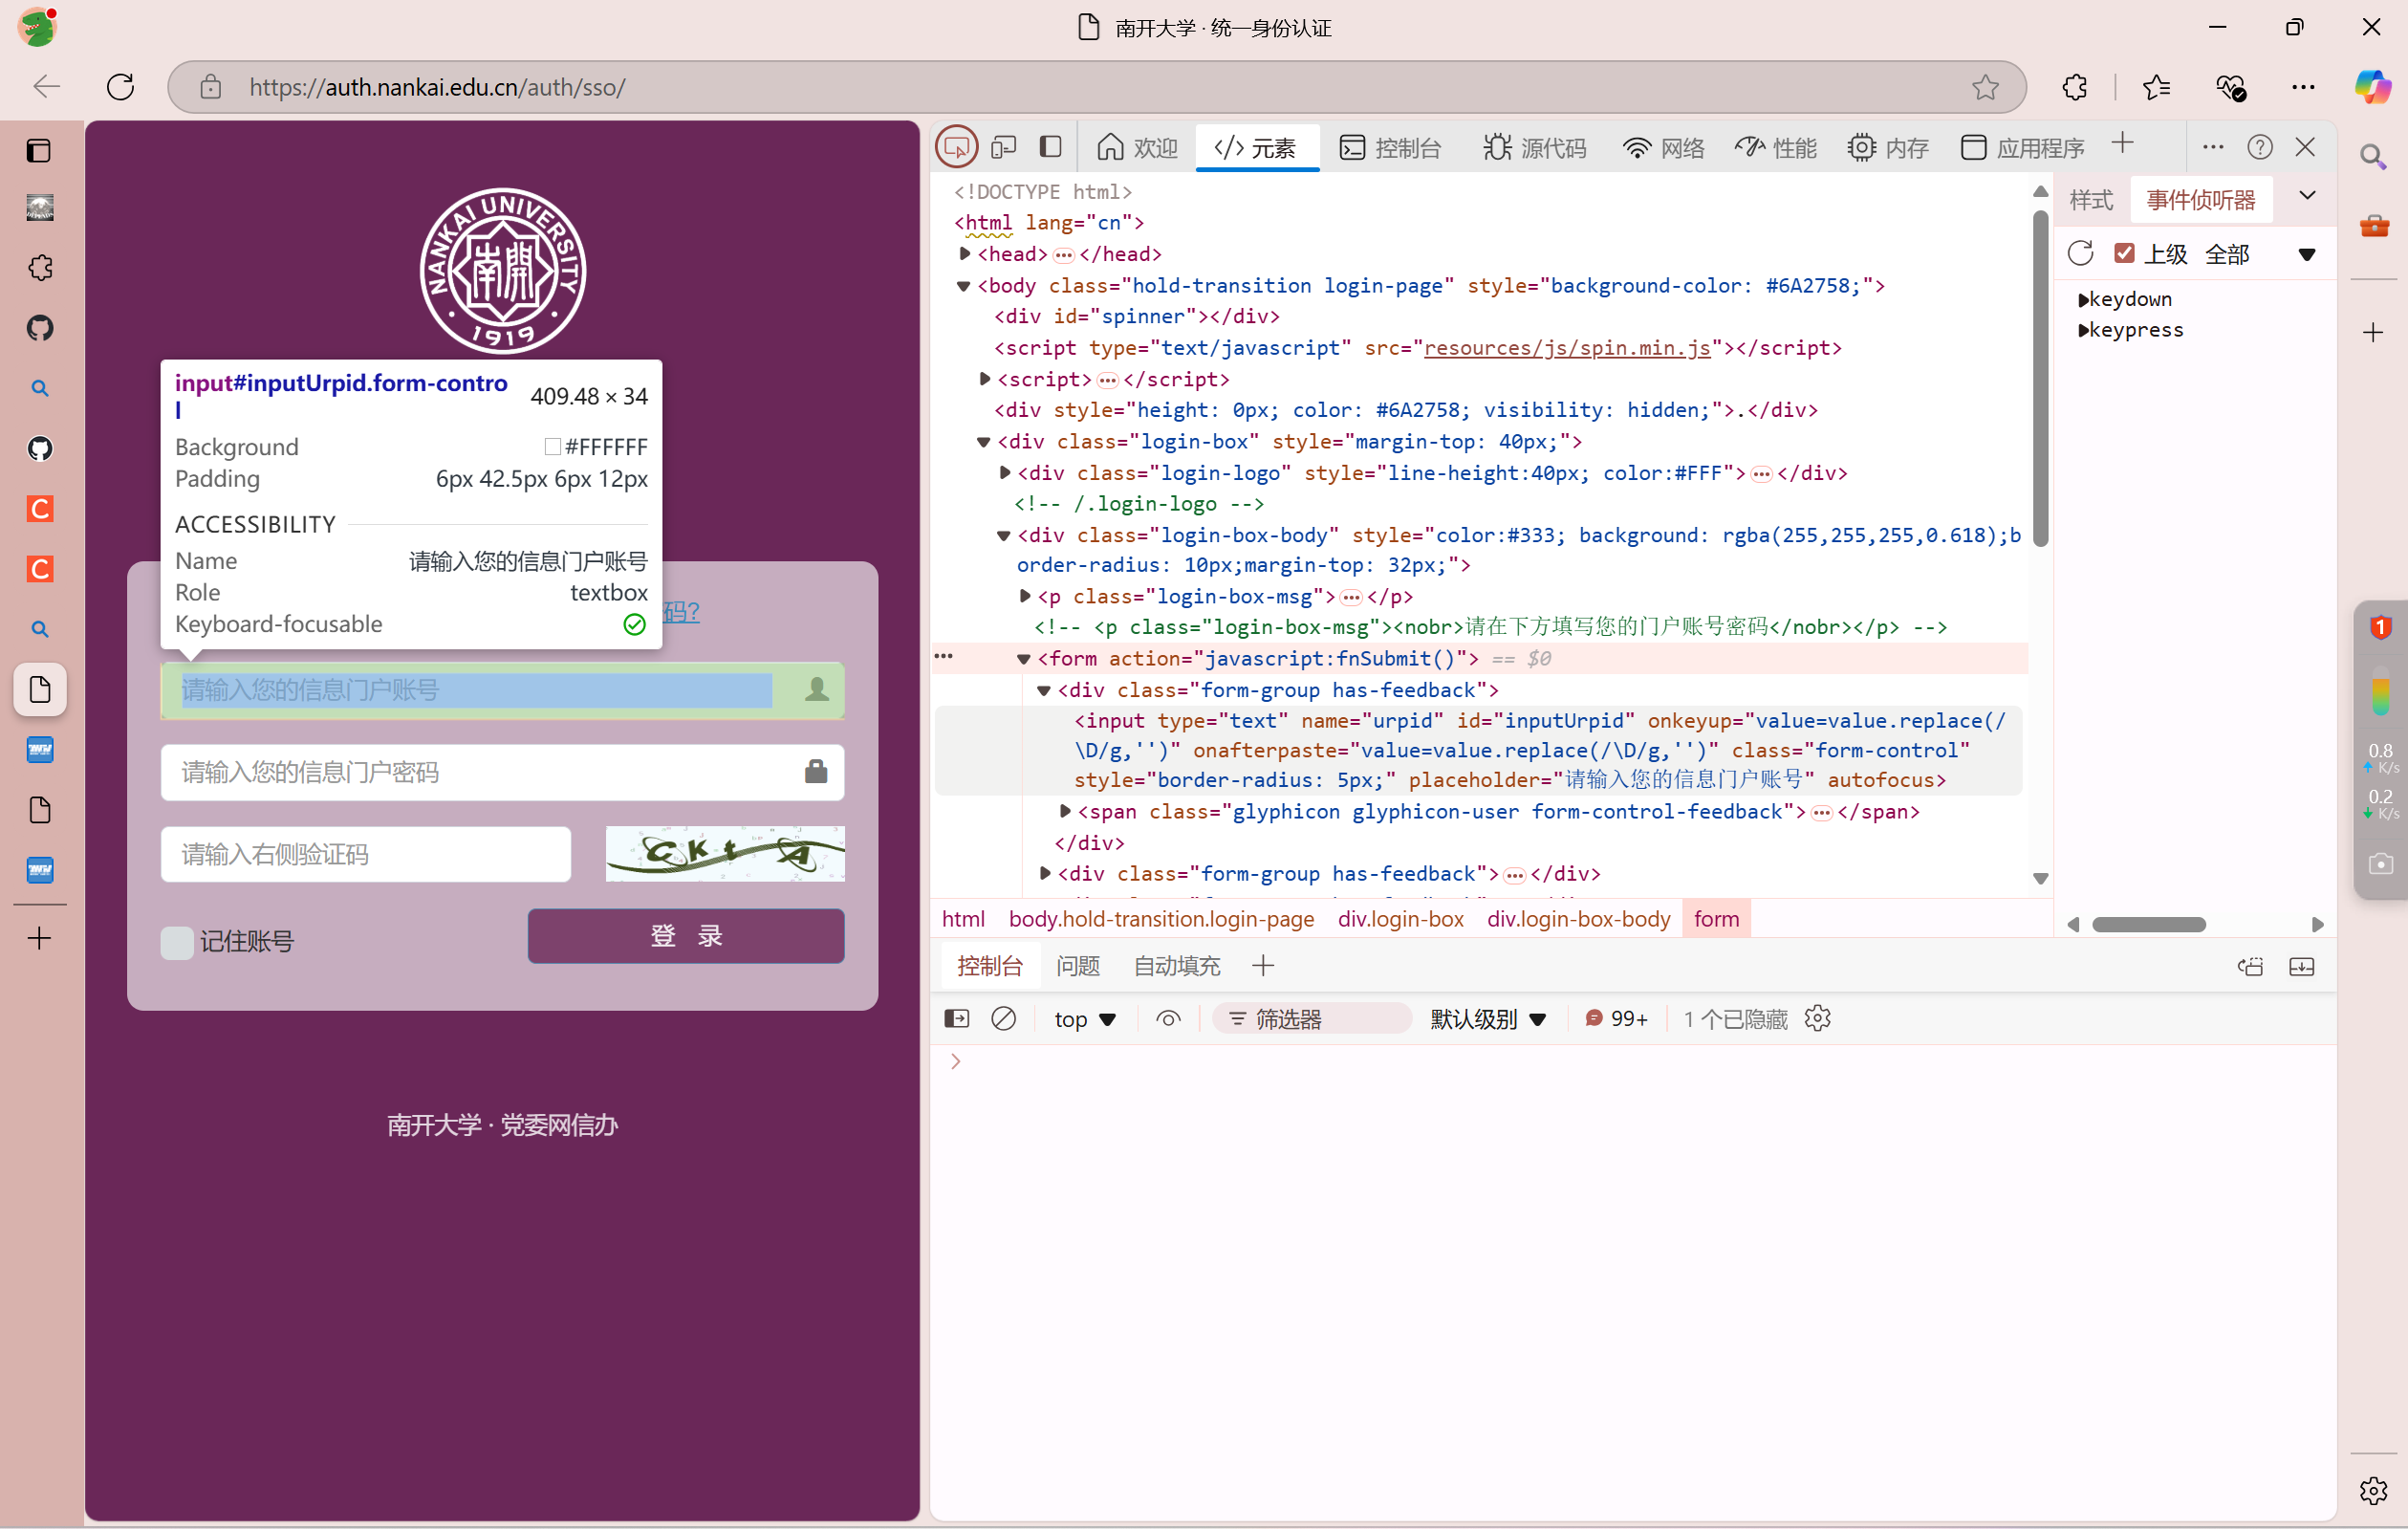 南开大学 · 统一身份认证
https://auth.nankai.edu.cn/auth/sso/
NANKAI UNIVERSITY
南開
1919
input#inputUrpid.form-contro
l
409.48 × 34
Background #FFFFFF
Padding 6px 42.5px 6px 12px
ACCESSIBILITY
Name 请输入您的信息门户账号
Role textbox
Keyboard-focusable
码?
请输入您的信息门户账号
请输入您的信息门户密码
请输入右侧验证码
CktA
记住账号
登 录
南开大学 · 党委网信办
欢迎
</> 元素
控制台
源代码
网络
性能
内存
应用程序
<!DOCTYPE html>
<html lang="cn">
<head>…</head>
<body class="hold-transition login-page" style="background-color: #6A2758;">
<div id="spinner"></div>
<script type="text/javascript" src="resources/js/spin.min.js"></script>
<script>…</script>
<div style="height: 0px; color: #6A2758; visibility: hidden;">.</div>
<div class="login-box" style="margin-top: 40px;">
<div class="login-logo" style="line-height:40px; color:#FFF">…</div>
<!-- /.login-logo -->
<div class="login-box-body" style="color:#333; background: rgba(255,255,255,0.618);b
order-radius: 10px;margin-top: 32px;">
<p class="login-box-msg">…</p>
<!-- <p class="login-box-msg"><nobr>请在下方填写您的门户账号密码</nobr></p> -->
<form action="javascript:fnSubmit()"> == $0
<div class="form-group has-feedback">
<input type="text" name="urpid" id="inputUrpid" onkeyup="value=value.replace(/
\D/g,'')" onafterpaste="value=value.replace(/\D/g,'')" class="form-control"
style="border-radius: 5px;" placeholder="请输入您的信息门户账号" autofocus>
<span class="glyphicon glyphicon-user form-control-feedback">…</span>
</div>
<div class="form-group has-feedback">…</div>
html body.hold-transition.login-page div.login-box div.login-box-body form
样式
事件侦听器
上级 全部
keydown
keypress
控制台 问题 自动填充
top
筛选器
默认级别
99+
1 个已隐藏
1
0.8
K/s
0.2
K/s